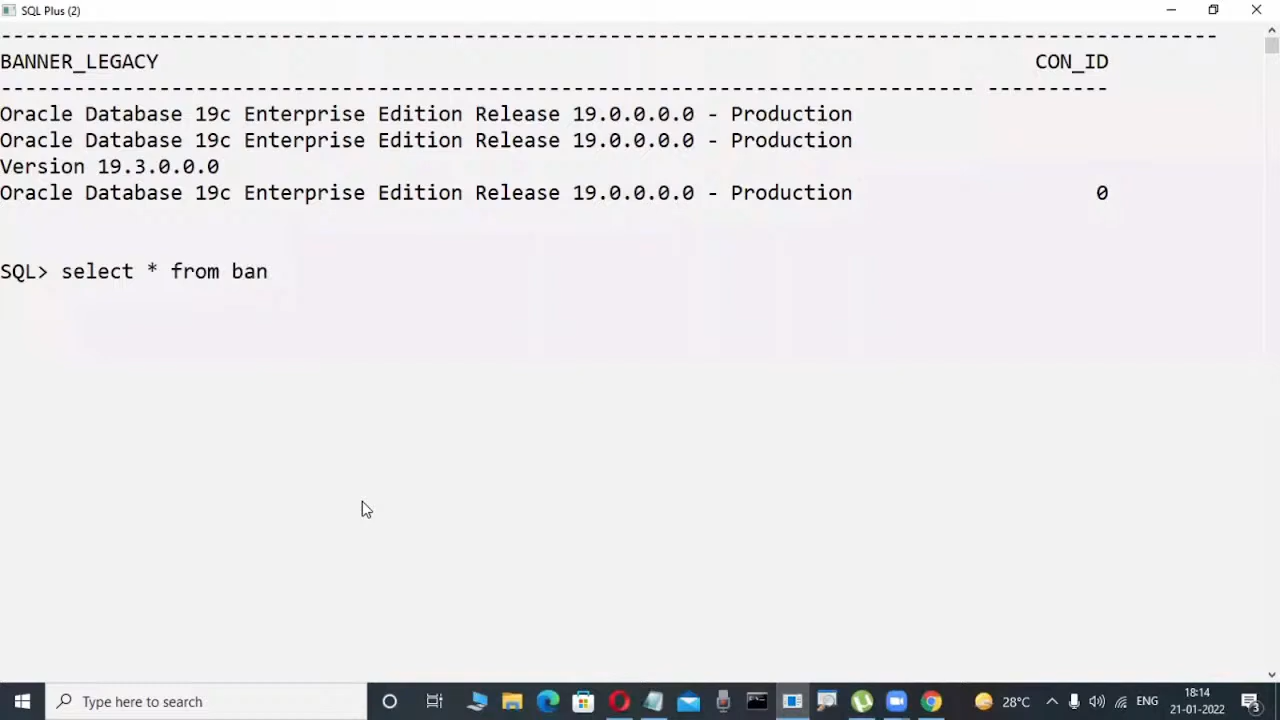 SQL Plus (2)
--------------------------------------------------------------------------------------------------
BANNER_LEGACY CON_ID
-------------------------------------------------------------------------------- ----------
Oracle Database 19c Enterprise Edition Release 19.0.0.0.0 - Production
Oracle Database 19c Enterprise Edition Release 19.0.0.0.0 - Production
Version 19.3.0.0.0
Oracle Database 19c Enterprise Edition Release 19.0.0.0.0 - Production 0
SQL> select * from ban
Type here to search
28°C
ENG
18:14
21-01-2022
3